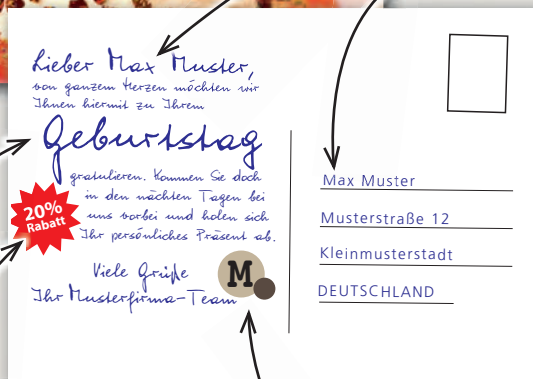 Lieber Max Muster,
von ganzem Herzen möchten wir
Ihnen hiermit zu Ihrem
Geburtstag
gratulieren. Kommen Sie doch
in den nächten Tagen bei
uns vorbei und holen sich
Ihr persönliches Präsent ab.
20%
Rabatt
Viele Grüße
Ihr Musterfirma-Team
M
Max Muster
Musterstraße 12
Kleinmusterstadt
DEUTSCHLAND